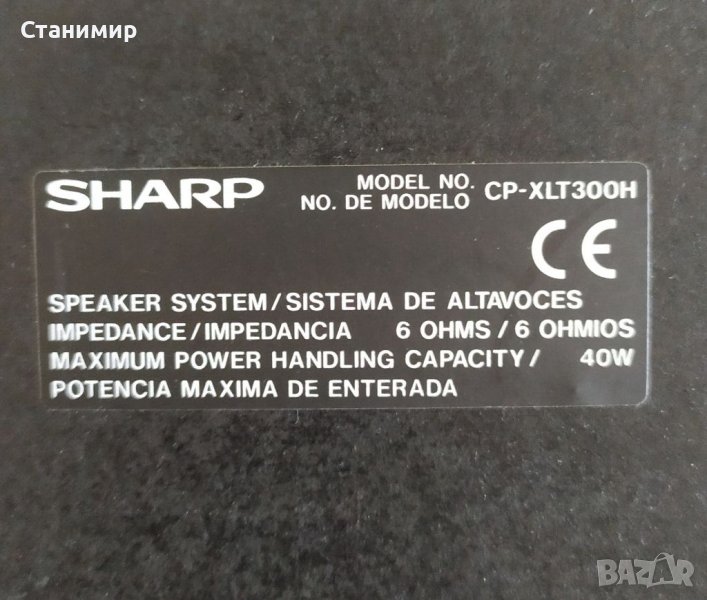 Станимир
SHARP
MODEL NO.
NO. DE MODELO
CP-XLT300H
CE
SPEAKER SYSTEM/SISTEMA DE ALTAVOCES
IMPEDANCE/IMPEDANCIA 6 OHMS/6 OHMIOS
MAXIMUM POWER HANDLING CAPACITY/ 40W
POTENCIA MAXIMA DE ENTERADA
BAZAR